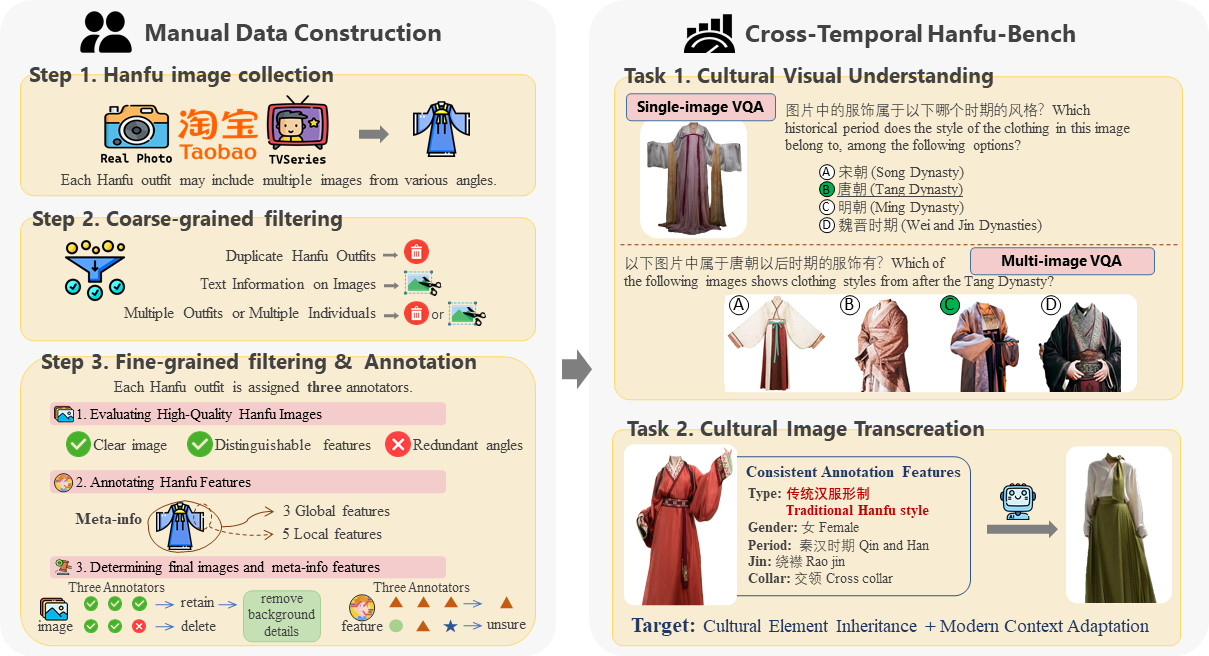 Manual Data Construction
Step 1. Hanfu image collection
Real Photo
淘宝
Taobao
TVSeries
Each Hanfu outfit may include multiple images from various angles.
Step 2. Coarse-grained filtering
Duplicate Hanfu Outfits
Text Information on Images
Multiple Outfits or Multiple Individuals
or
Step 3. Fine-grained filtering & Annotation
Each Hanfu outfit is assigned three annotators.
1. Evaluating High-Quality Hanfu Images
Clear image
Distinguishable features
Redundant angles
2. Annotating Hanfu Features
Meta-info
3 Global features
5 Local features
3. Determining final images and meta-info features
Three Annotators
image
retain
delete
remove
background
details
Three Annotators
feature
unsure
Cross-Temporal Hanfu-Bench
Task 1. Cultural Visual Understanding
Single-image VQA
图片中的服饰属于以下哪个时期的风格？Which
historical period does the style of the clothing in this image
belong to, among the following options?
A 宋朝 (Song Dynasty)
B 唐朝 (Tang Dynasty)
C 明朝 (Ming Dynasty)
D 魏晋时期 (Wei and Jin Dynasties)
Multi-image VQA
以下图片中属于唐朝以后时期的服饰有？Which of
the following images shows clothing styles from after the Tang Dynasty?
A
B
C
D
Task 2. Cultural Image Transcreation
Consistent Annotation Features
Type: 传统汉服形制
Traditional Hanfu style
Gender: 女 Female
Period: 秦汉时期 Qin and Han
Jin: 绕襟 Rao jin
Collar: 交领 Cross collar
Target: Cultural Element Inheritance + Modern Context Adaptation